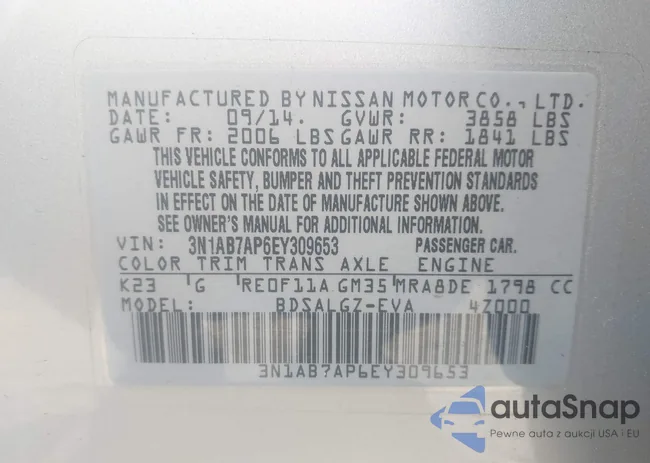 MANUFACTURED BY NISSAN MOTOR CO., LTD.
DATE: 09/14. GVWR: 3858 LBS
GAWR FR: 2006 LBS GAWR RR: 1841 LBS
THIS VEHICLE CONFORMS TO ALL APPLICABLE FEDERAL MOTOR
VEHICLE SAFETY, BUMPER AND THEFT PREVENTION STANDARDS
IN EFFECT ON THE DATE OF MANUFACTURE SHOWN ABOVE.
SEE OWNER'S MANUAL FOR ADDITIONAL INFORMATION.
VIN: 3N1AB7AP6EY309653 PASSENGER CAR.
COLOR TRIM TRANS AXLE ENGINE
K23 G RE0F11A GM35 MRA8DE 1798 CC
MODEL: BDSALGZ-EVA 4Z000
3N1AB7AP6EY309653
autaSnap
Pewne auta z aukcji USA i EU